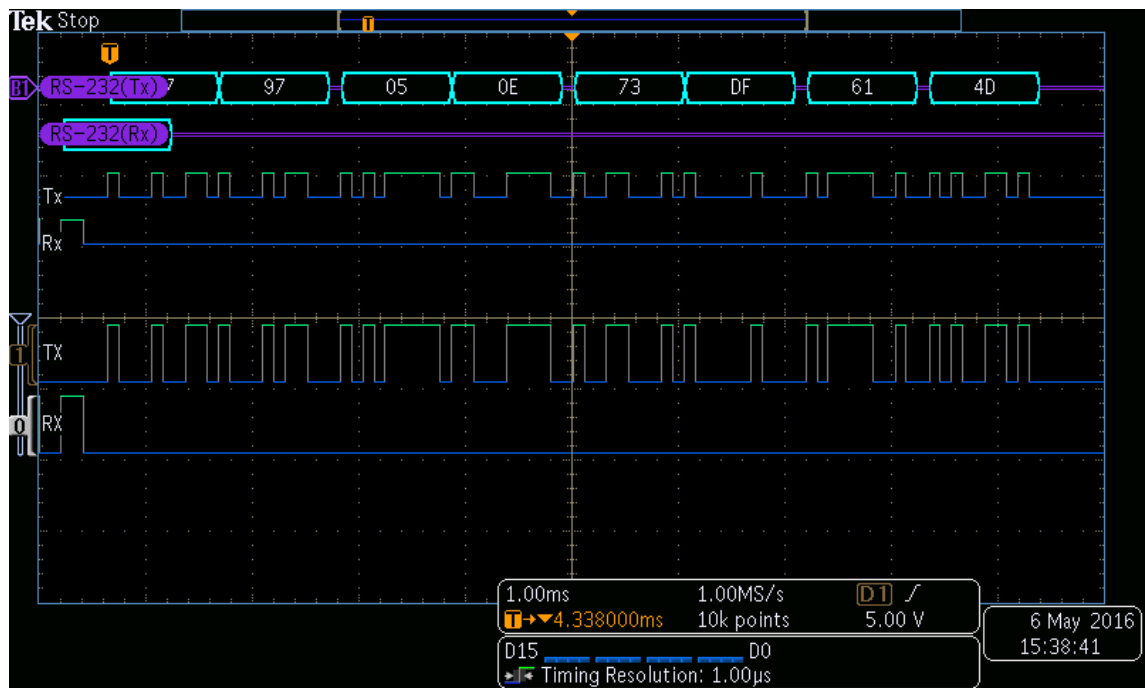 Tek Stop
T
T
B1 RS-232(Tx) 7 97 05 0E 73 DF 61 4D
RS-232(Rx)
Tx
Rx
1 TX
0 RX
1.00ms 1.00MS/s D1
T→▼4.338000ms 10k points 5.00 V
6 May 2016
15:38:41
D15 D0
Timing Resolution: 1.00µs